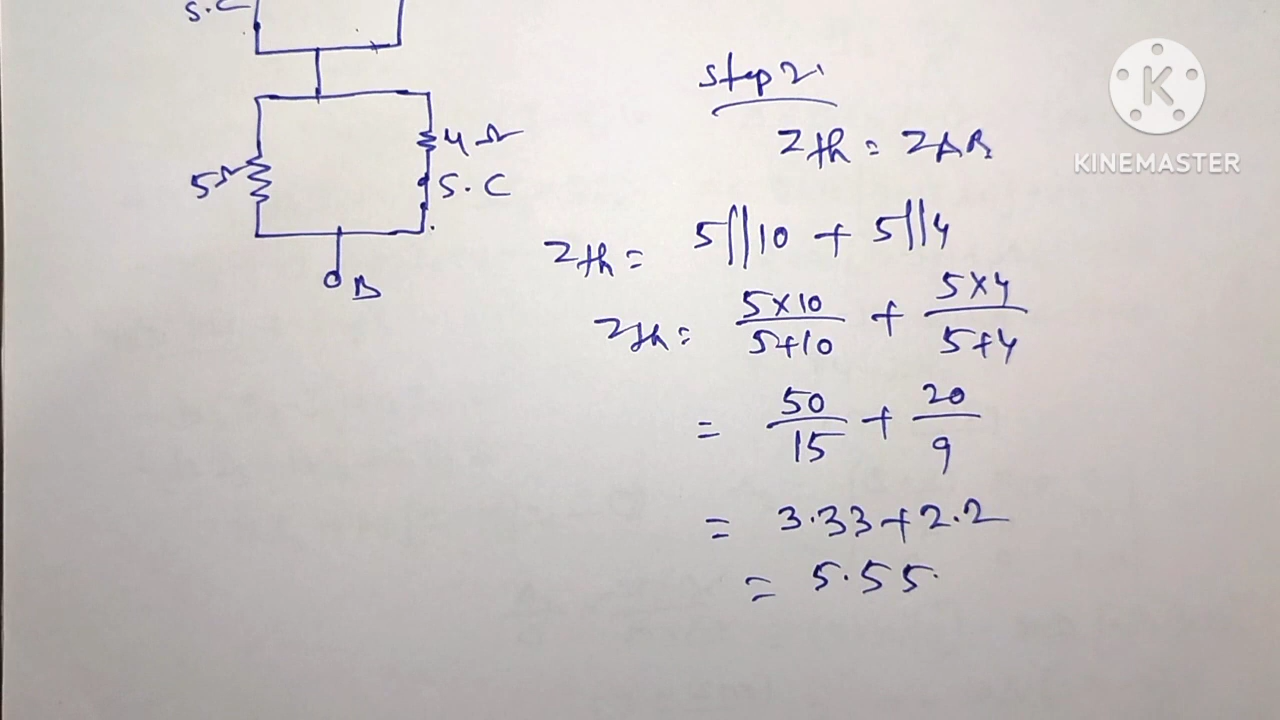 S.C
Step 2:
Zth = ZAB
4Ω
5Ω
S.C
B
Zth = 5||10 + 5||4
Zth = 5×10/5+10 + 5×4/5+4
= 50/15 + 20/9
= 3.33+2.2
= 5.55
KINEMASTER